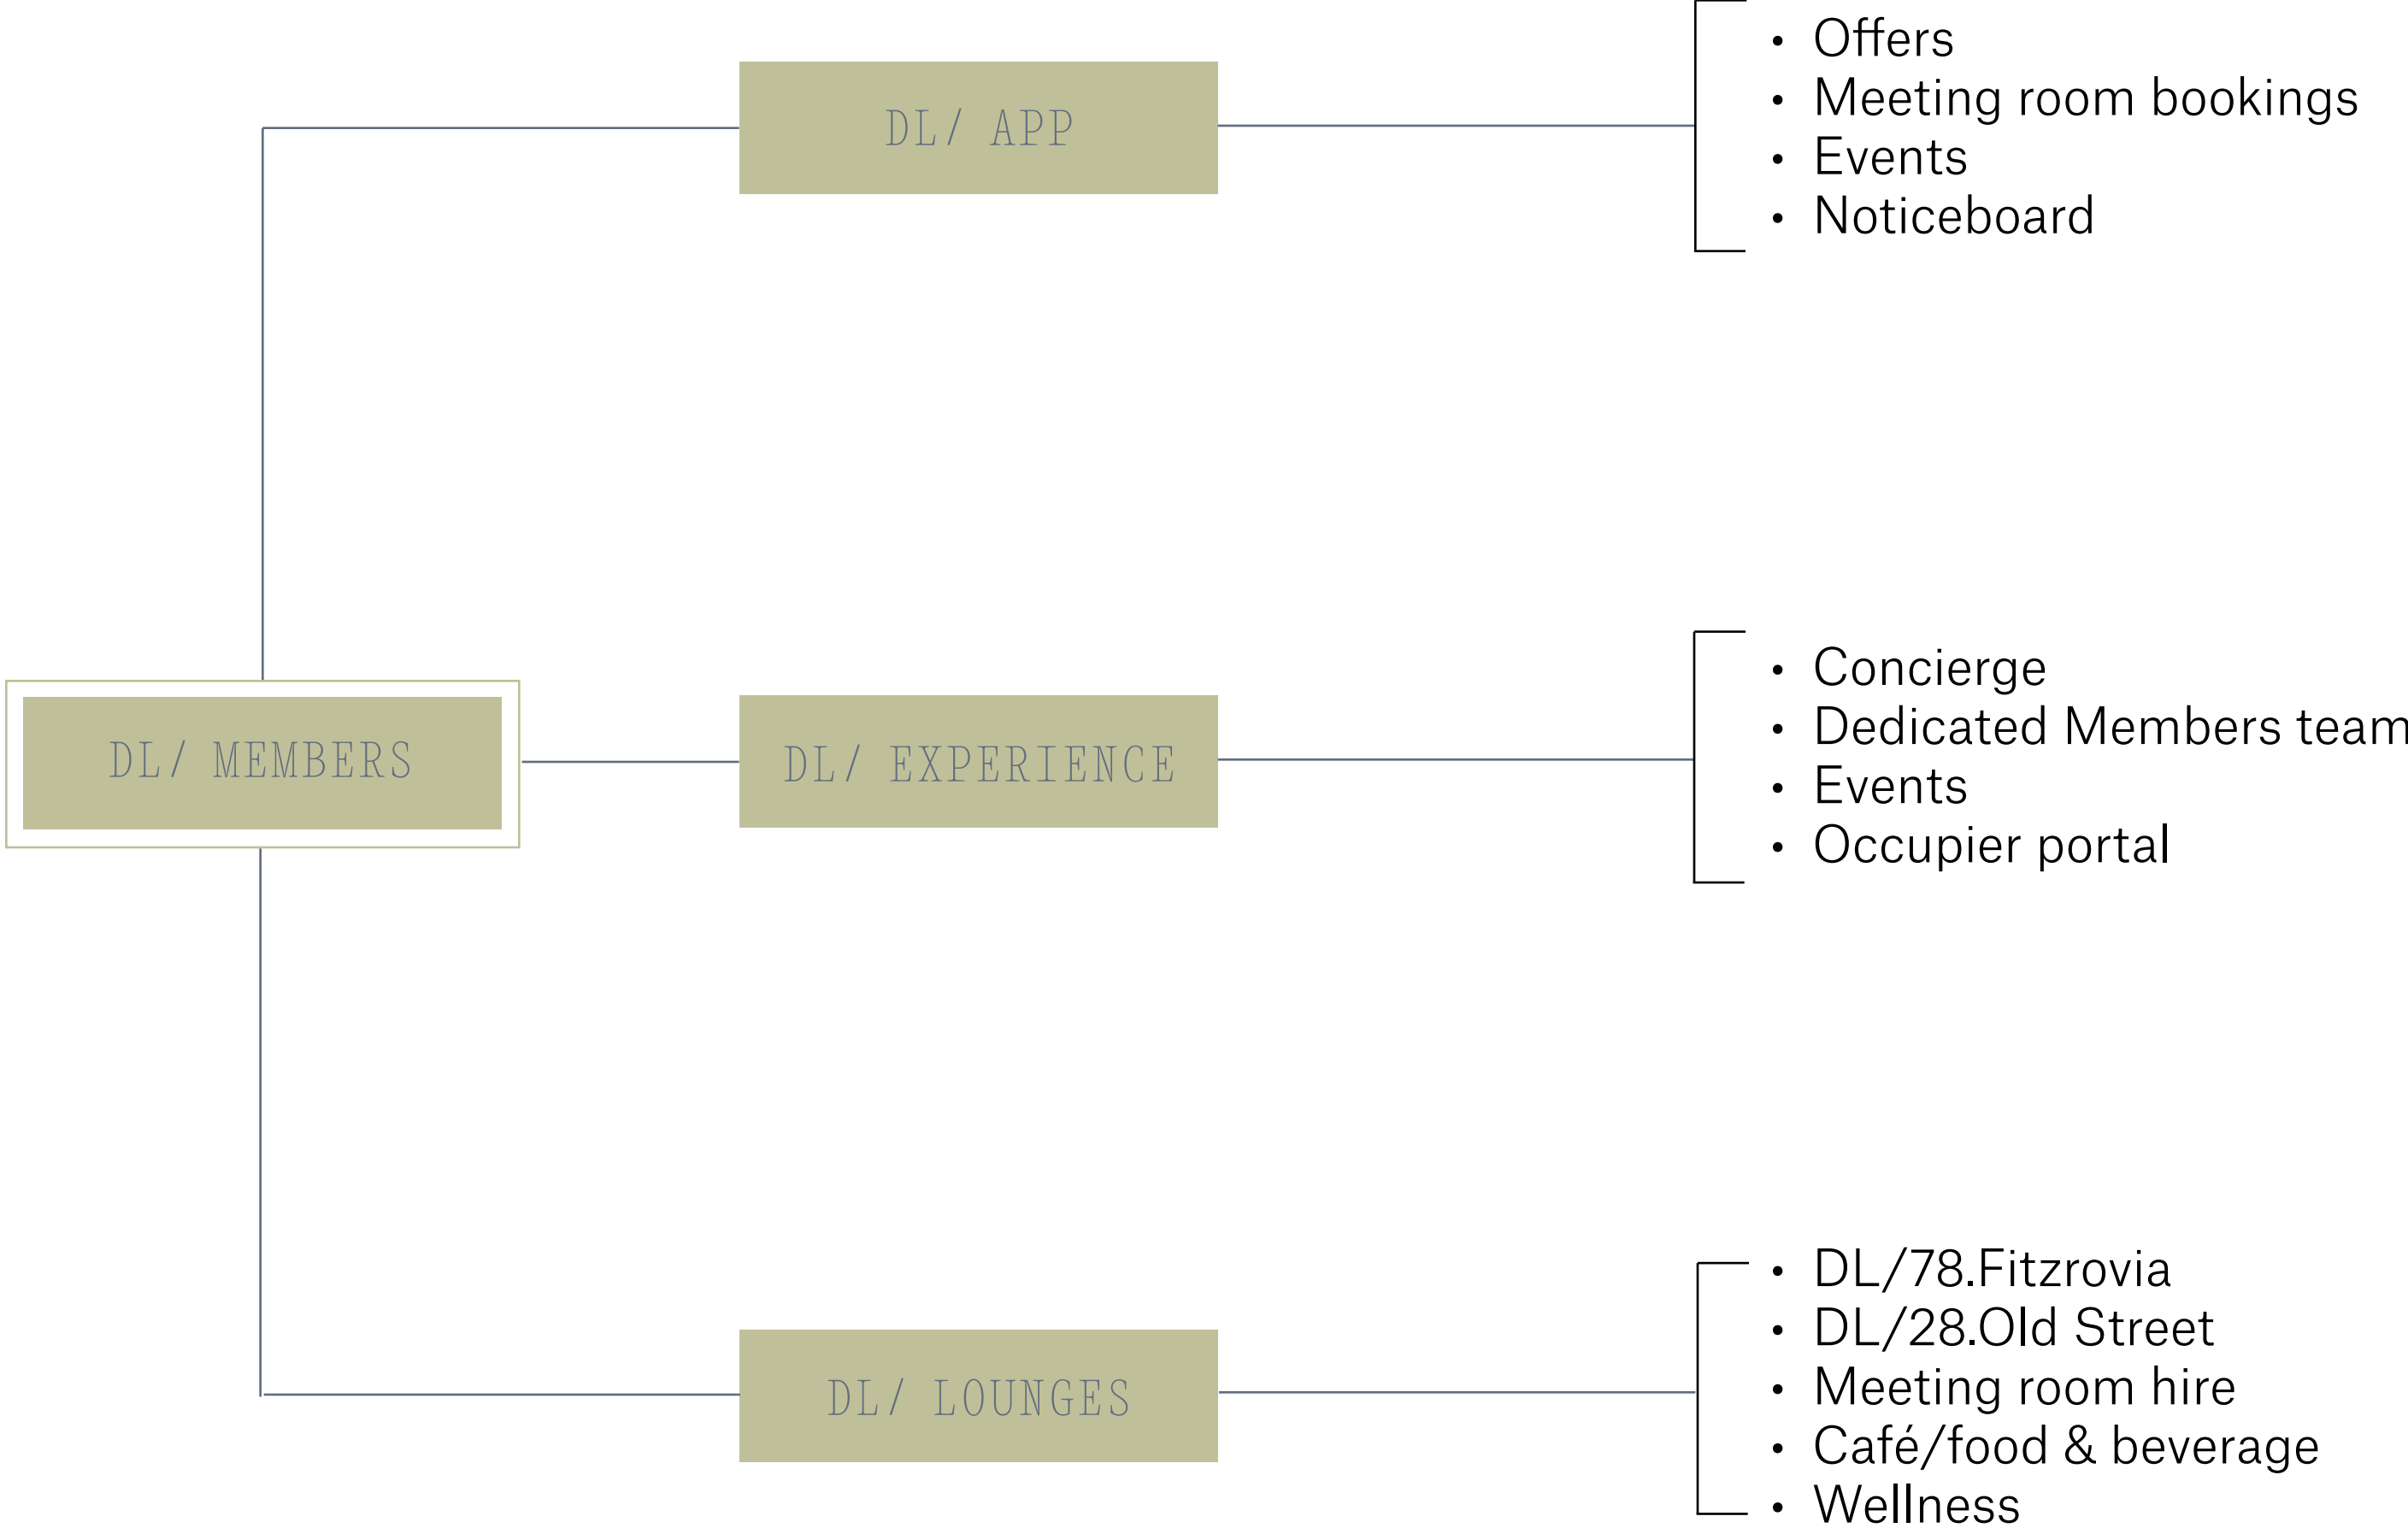 DL/ APP
• Offers
• Meeting room bookings
• Events
• Noticeboard
DL/ MEMBERS
DL/ EXPERIENCE
• Concierge
• Dedicated Members team
• Events
• Occupier portal
DL/ LOUNGES
• DL/78.Fitzrovia
• DL/28.Old Street
• Meeting room hire
• Café/food & beverage
• Wellness